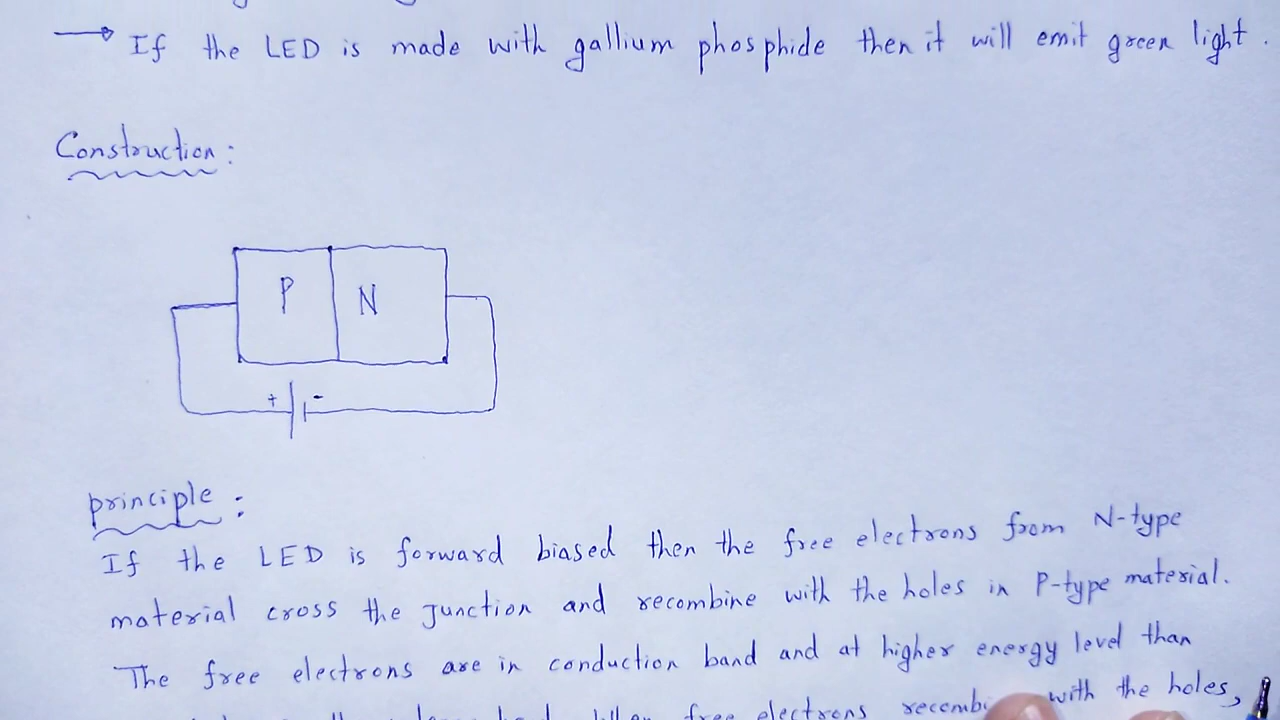 If the LED is made with gallium phosphide then it will emit green light.
Construction:
P N
+ -
principle:
If the LED is forward biased then the free electrons from N-type
material cross the junction and recombine with the holes in P-type material.
The free electrons are in conduction band and at higher energy level than
free electrons with the holes,